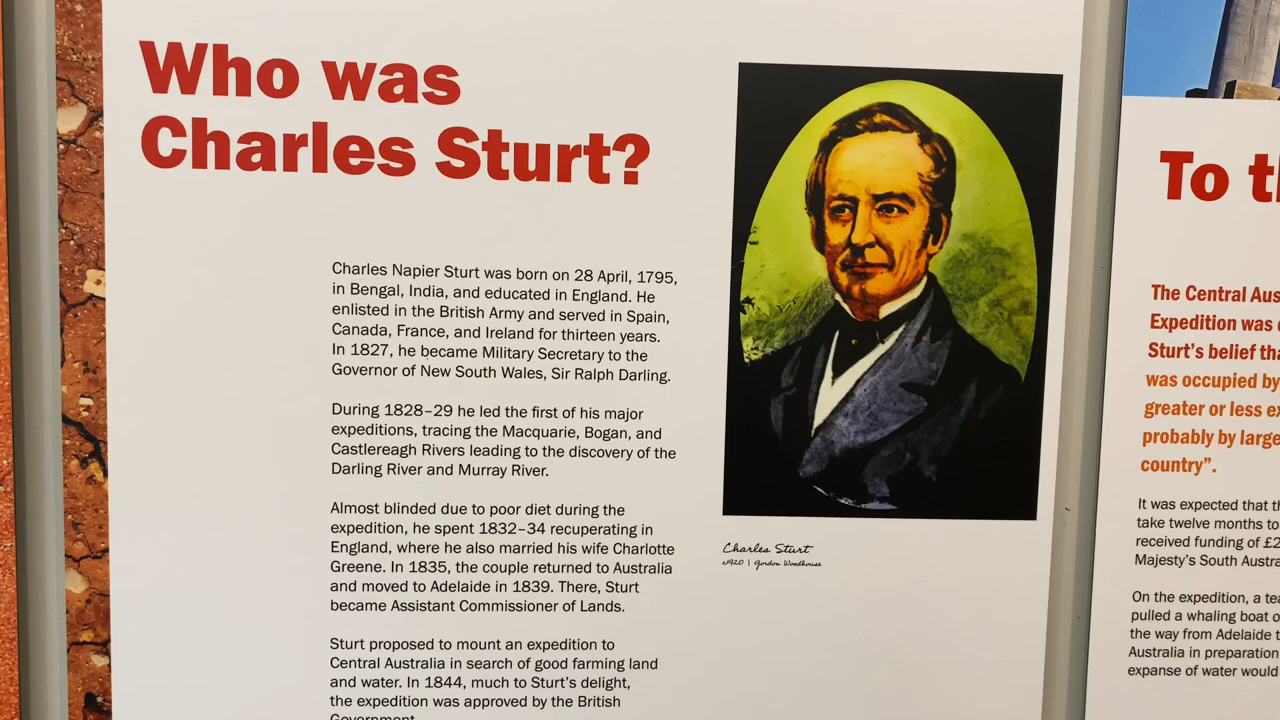 Who was
Charles Sturt?
Charles Napier Sturt was born on 28 April, 1795,
in Bengal, India, and educated in England. He
enlisted in the British Army and served in Spain,
Canada, France, and Ireland for thirteen years.
In 1827, he became Military Secretary to the
Governor of New South Wales, Sir Ralph Darling.
During 1828–29 he led the first of his major
expeditions, tracing the Macquarie, Bogan, and
Castlereagh Rivers leading to the discovery of the
Darling River and Murray River.
Almost blinded due to poor diet during the
expedition, he spent 1832–34 recuperating in
England, where he also married his wife Charlotte
Greene. In 1835, the couple returned to Australia
and moved to Adelaide in 1839. There, Sturt
became Assistant Commissioner of Lands.
Sturt proposed to mount an expedition to
Central Australia in search of good farming land
and water. In 1844, much to Sturt's delight,
the expedition was approved by the British
Government.
Charles Sturt
c1920 | Gordon Woodhouse
To
The Central
Expedition was
Sturt's belief
was occupied by
greater or less
probably by large
country".
It was expected that
take twelve months to
received funding of
Majesty's South
On the expedition, a
pulled a whaling boat
the way from Adelaide
Australia in preparation
expanse of water would